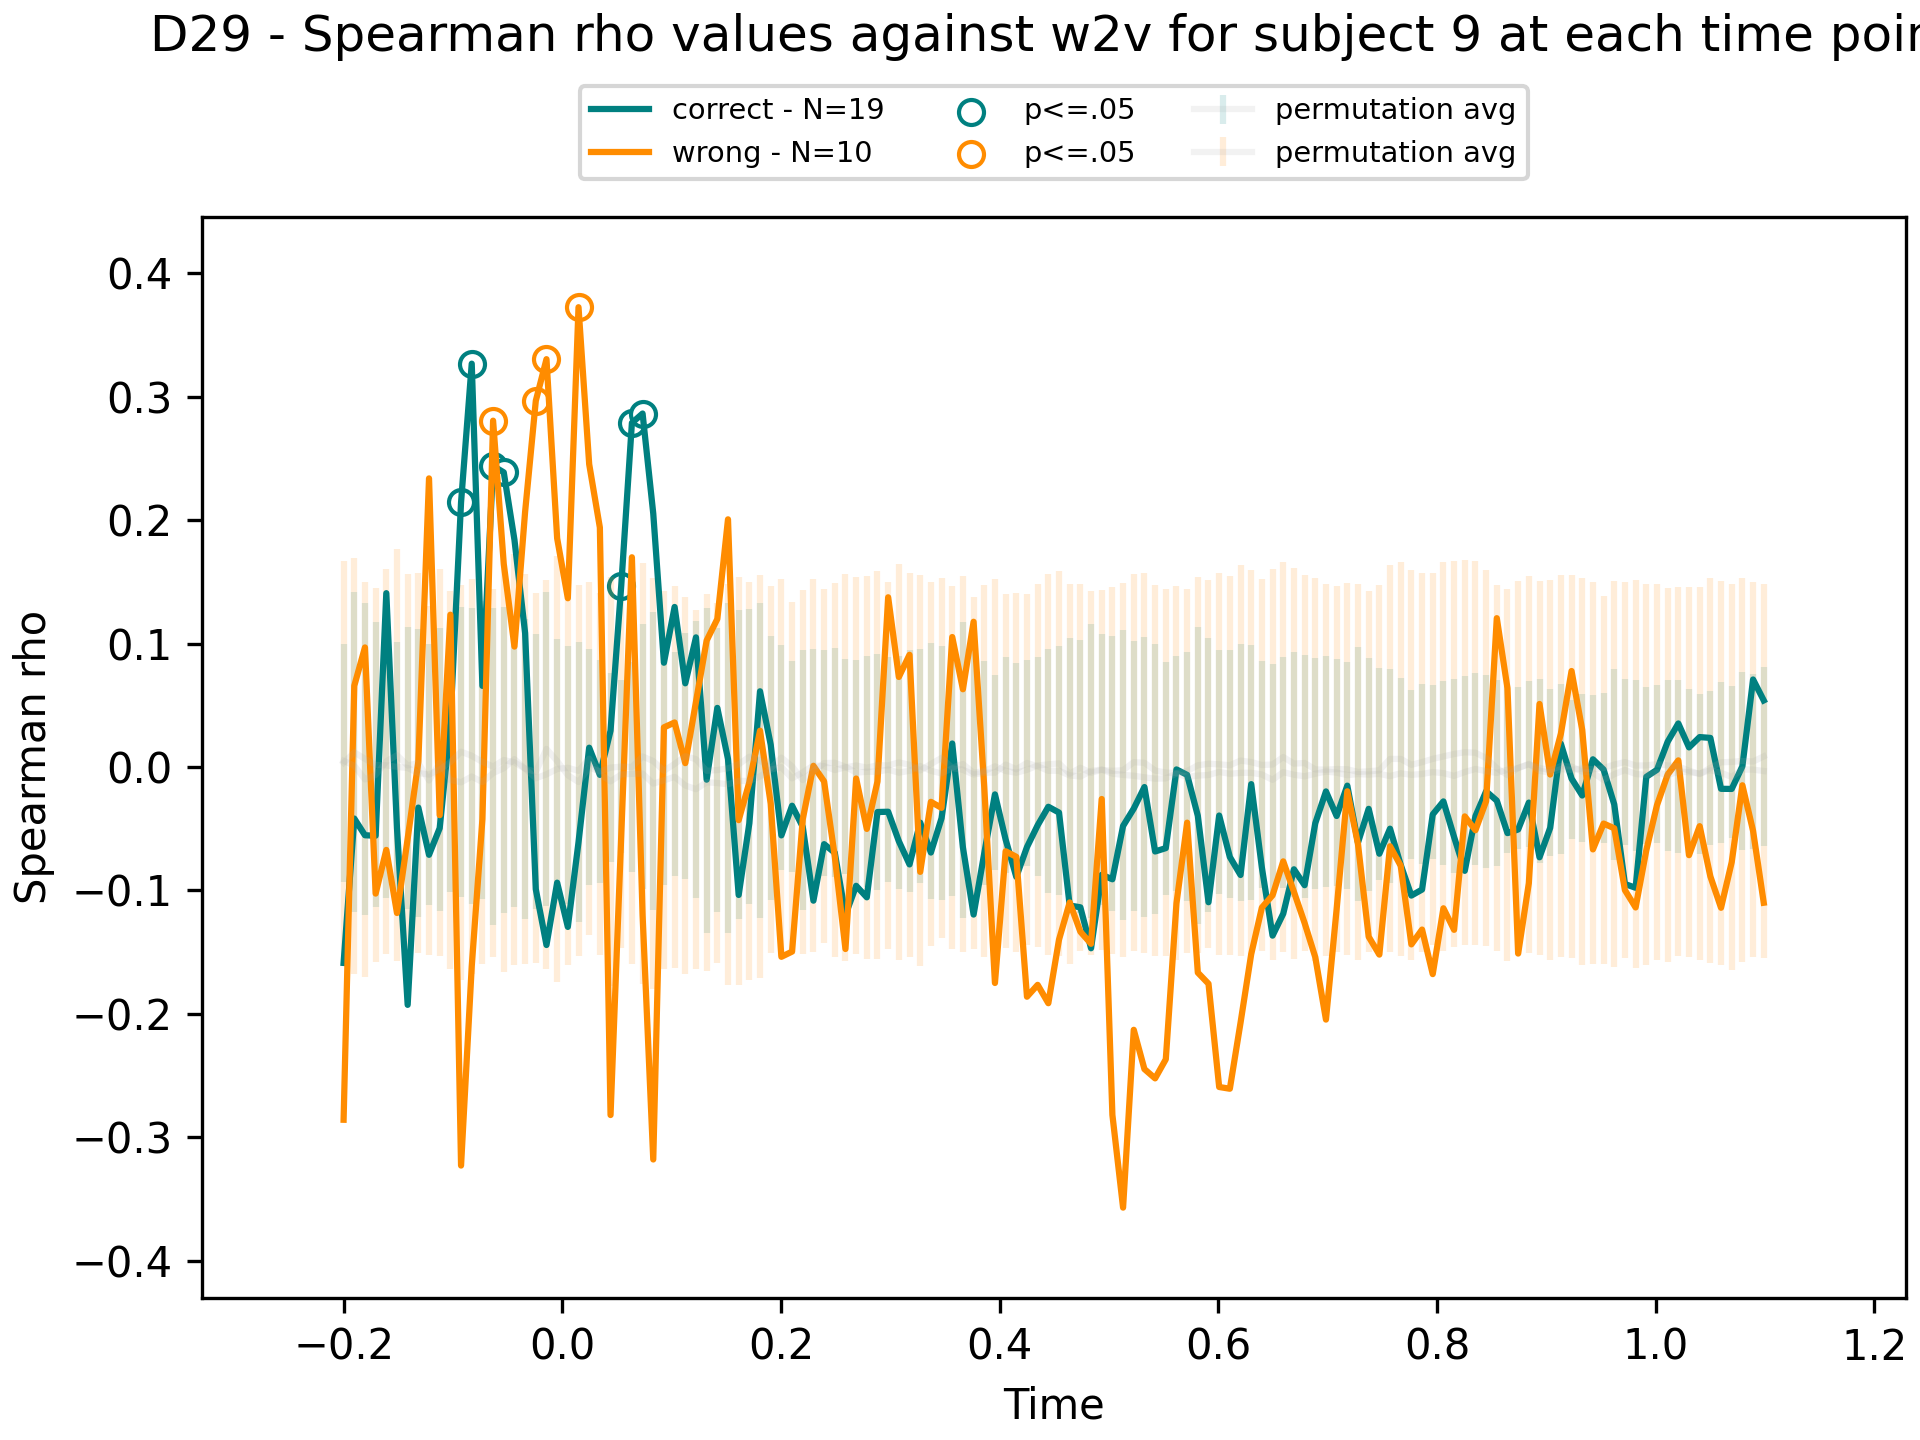 D29 - Spearman rho values against w2v for subject 9 at each time poi
correct - N=19
wrong - N=10
p<=.05
p<=.05
permutation avg
permutation avg
Spearman rho
0.4
0.3
0.2
0.1
0.0
−0.1
−0.2
−0.3
−0.4
−0.2 0.0 0.2 0.4 0.6 0.8 1.0 1.2
Time